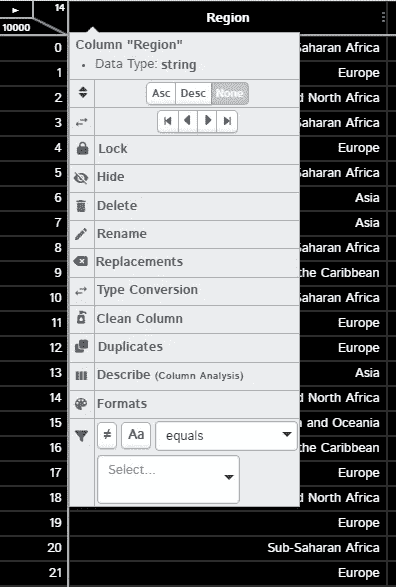 14
10000
Region
Column "Region"
Data Type: string
Asc Desc None
Lock
Hide
Delete
Rename
Replacements
Type Conversion
Clean Column
Duplicates
Describe (Column Analysis)
Formats
≠ Aa equals
Select...
0 Saharan Africa
1 Europe
2 d North Africa
3 Saharan Africa
4 Europe
5 Saharan Africa
6 Asia
7 Asia
8 Saharan Africa
9 the Caribbean
10 Saharan Africa
11 Europe
12 Europe
13 Asia
14 d North Africa
15 n and Oceania
16 the Caribbean
17 Europe
18 d North Africa
19 Europe
20 Sub-Saharan Africa
21 Europe